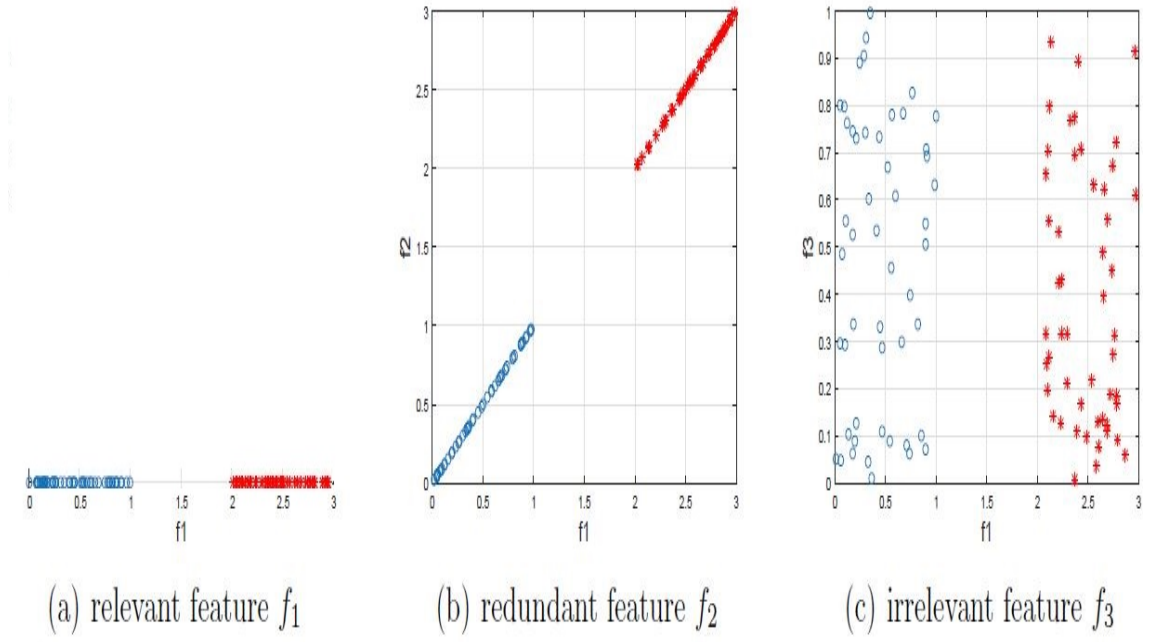 0 0.5 1 1.5 2 2.5 3
f1
3
2.5
2
1.5
1
0.5
0
f2
0 0.5 1 1.5 2 2.5 3
f1
1
0.9
0.8
0.7
0.6
0.5
0.4
0.3
0.2
0.1
0
f3
0 0.5 1 1.5 2 2.5 3
f1
(a) relevant feature f1
(b) redundant feature f2
(c) irrelevant feature f3